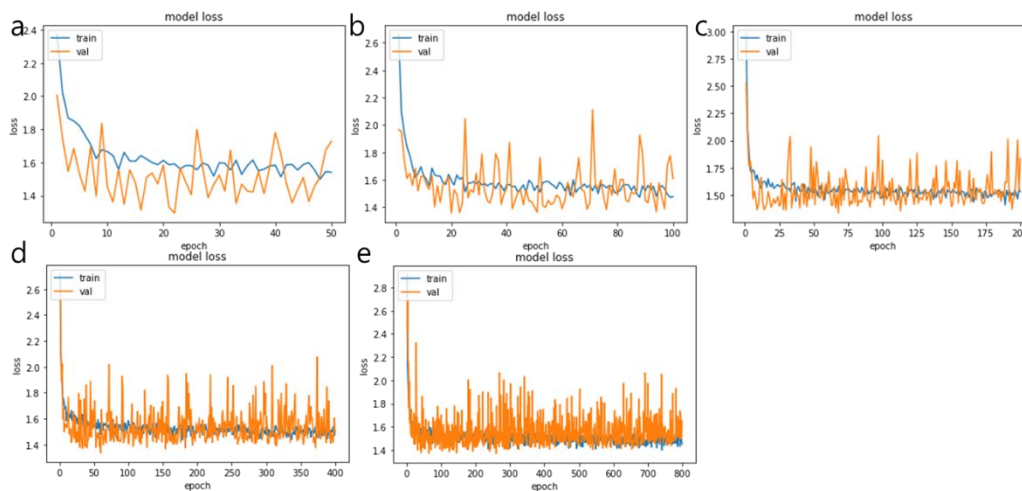 a
model loss
2.4
2.2
2.0
1.8
1.6
1.4
loss
train
val
0
10
20
30
40
50
epoch
b
model loss
2.6
2.4
2.2
2.0
1.8
1.6
1.4
loss
train
val
0
20
40
60
80
100
epoch
c
model loss
3.00
2.75
2.50
2.25
2.00
1.75
1.50
loss
train
val
0
25
50
75
100
125
150
175
200
epoch
d
model loss
2.6
2.4
2.2
2.0
1.8
1.6
1.4
loss
train
val
0
50
100
150
200
250
300
350
400
epoch
e
model loss
2.8
2.6
2.4
2.2
2.0
1.8
1.6
1.4
loss
train
val
0
100
200
300
400
500
600
700
800
epoch